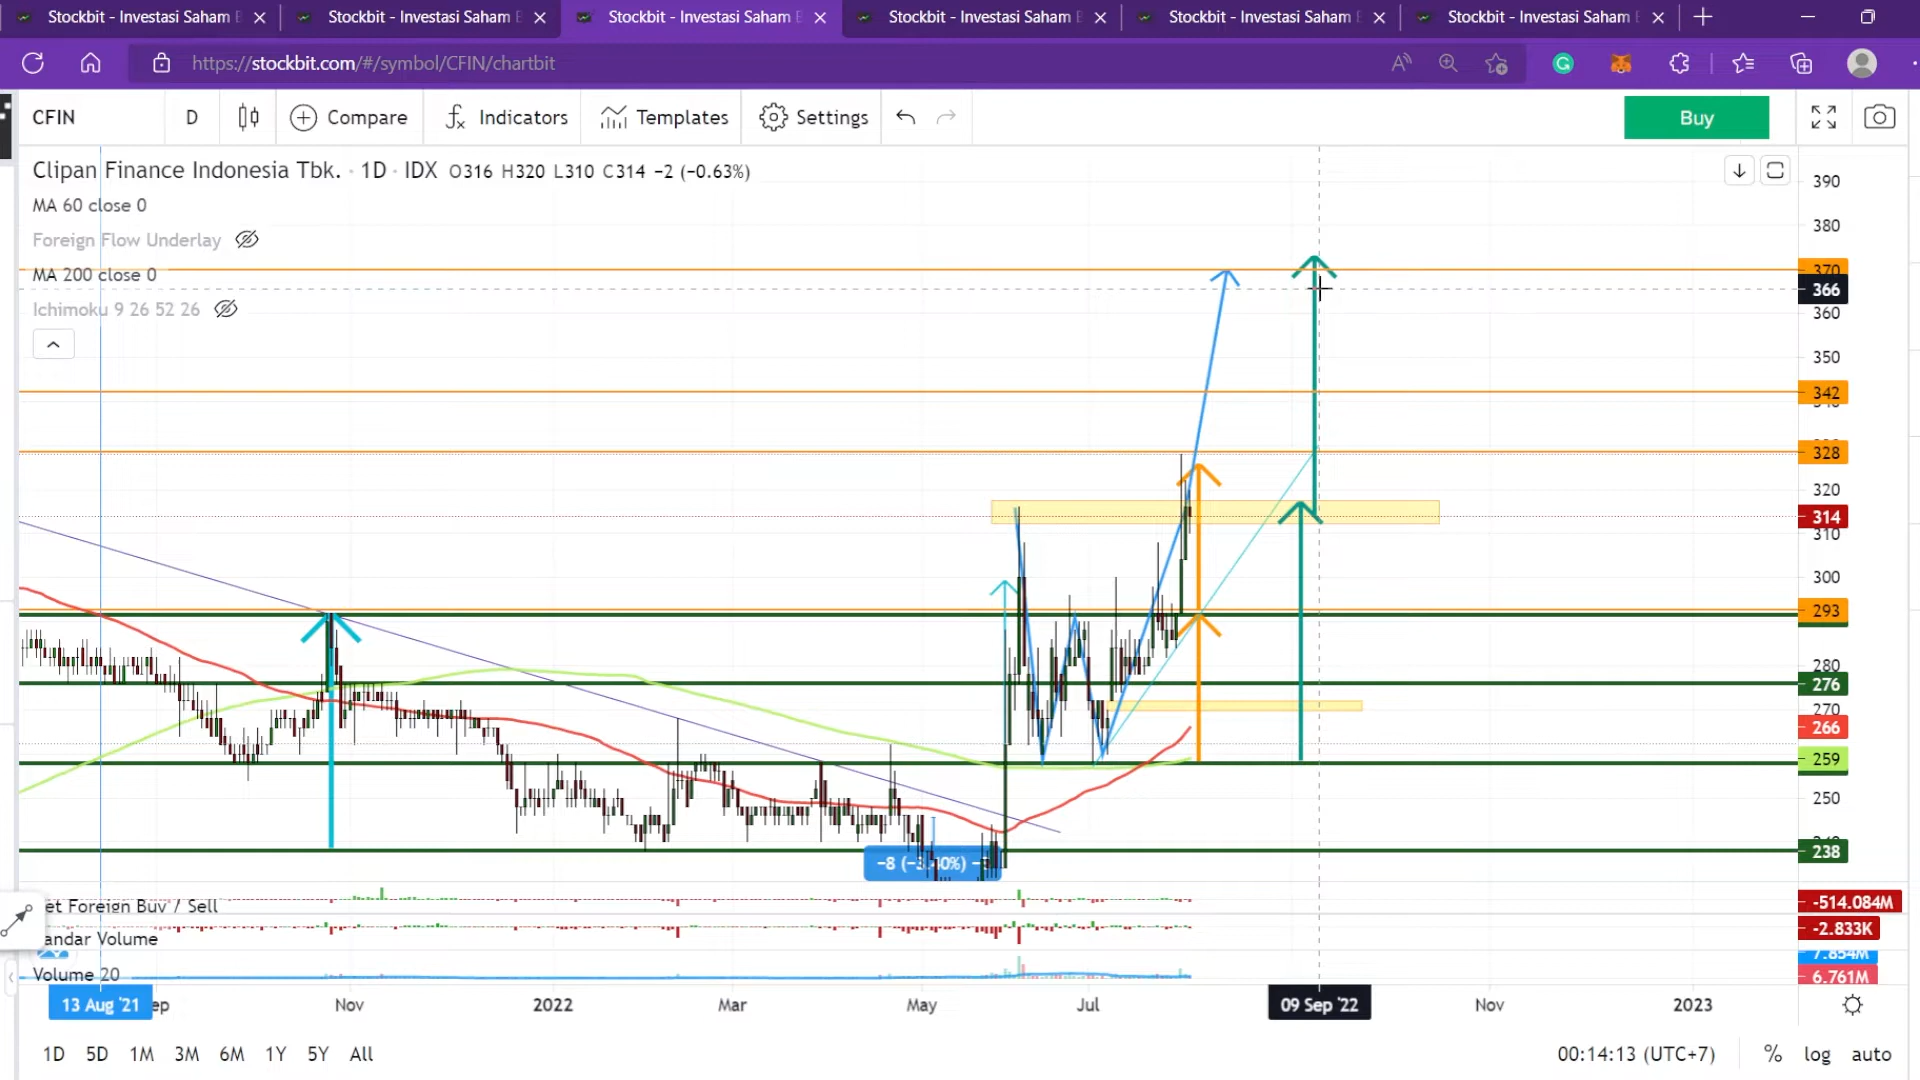 Stockbit - Investasi Saham B
Stockbit - Investasi Saham B
Stockbit - Investasi Saham B
Stockbit - Investasi Saham B
Stockbit - Investasi Saham B
Stockbit - Investasi Saham B
https://stockbit.com/#/symbol/CFIN/chartbit
CFIN D Compare Indicators Templates Settings Buy
Clipan Finance Indonesia Tbk. · 1D · IDX O316 H320 L310 C314 −2 (−0.63%)
MA 60 close 0
Foreign Flow Underlay
MA 200 close 0
Ichimoku 9 26 52 26
390
380
370
366
360
350
342
328
320
314
310
300
293
280
276
270
266
259
250
238
−8 (−3.40%) −
et Foreign Buy / Sell
-514.084M
andar Volume
-2.833K
Volume 20
7.854M
6.761M
13 Aug '21 ep Nov 2022 Mar May Jul 09 Sep '22 Nov 2023
1D 5D 1M 3M 6M 1Y 5Y All
00:14:13 (UTC+7) % log auto